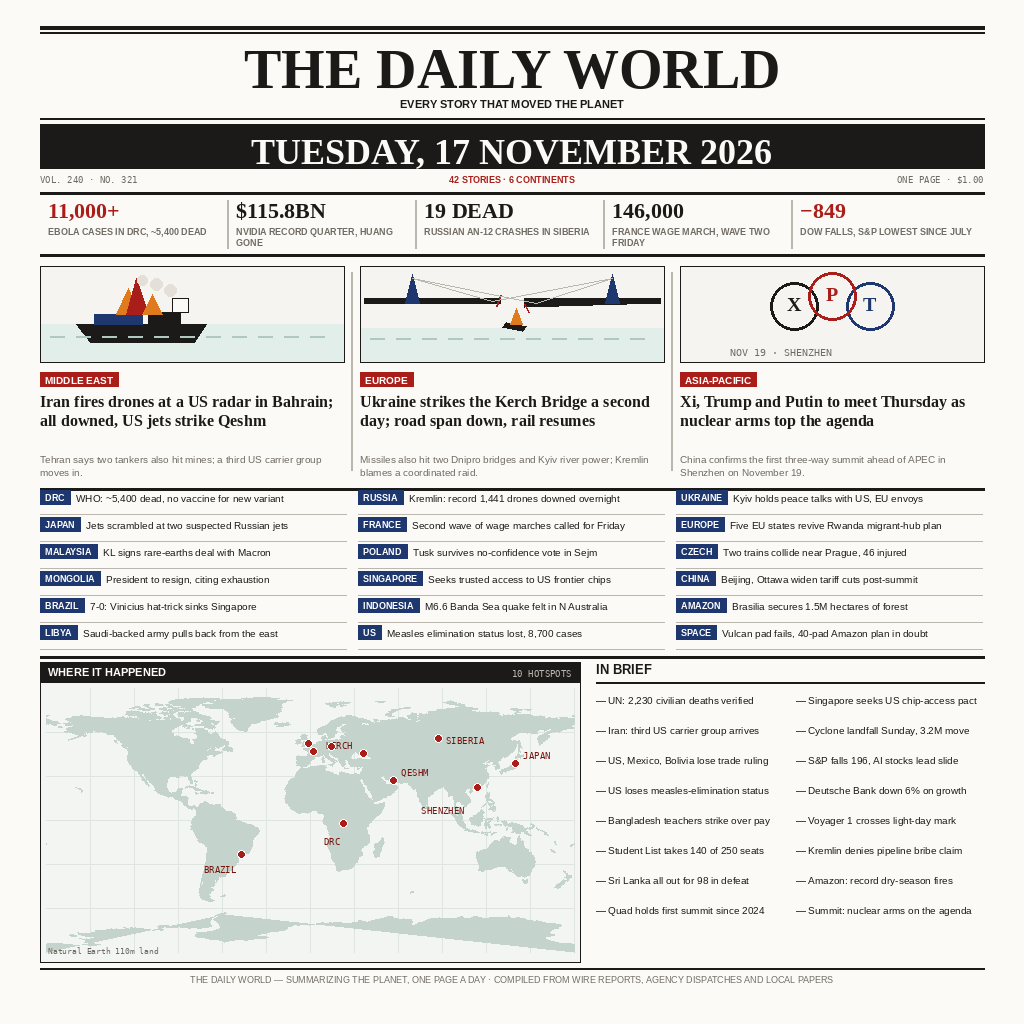 THE DAILY WORLD
EVERY STORY THAT MOVED THE PLANET
TUESDAY, 17 NOVEMBER 2026
VOL. 240 · NO. 321
42 STORIES · 6 CONTINENTS
ONE PAGE · $1.00
11,000+
EBOLA CASES IN DRC, ~5,400 DEAD
$115.8BN
NVIDIA RECORD QUARTER, HUANG
GONE
19 DEAD
RUSSIAN AN-12 CRASHES IN SIBERIA
146,000
FRANCE WAGE MARCH, WAVE TWO
FRIDAY
−849
DOW FALLS, S&P LOWEST SINCE JULY
MIDDLE EAST
Iran fires drones at a US radar in Bahrain;
all downed, US jets strike Qeshm
Tehran says two tankers also hit mines; a third US carrier group
moves in.
EUROPE
Ukraine strikes the Kerch Bridge a second
day; road span down, rail resumes
Missiles also hit two Dnipro bridges and Kyiv river power; Kremlin
blames a coordinated raid.
X
P
T
NOV 19 · SHENZHEN
ASIA-PACIFIC
Xi, Trump and Putin to meet Thursday as
nuclear arms top the agenda
China confirms the first three-way summit ahead of APEC in
Shenzhen on November 19.
DRC WHO: ~5,400 dead, no vaccine for new variant
RUSSIA Kremlin: record 1,441 drones downed overnight
UKRAINE Kyiv holds peace talks with US, EU envoys
JAPAN Jets scrambled at two suspected Russian jets
FRANCE Second wave of wage marches called for Friday
EUROPE Five EU states revive Rwanda migrant-hub plan
MALAYSIA KL signs rare-earths deal with Macron
POLAND Tusk survives no-confidence vote in Sejm
CZECH Two trains collide near Prague, 46 injured
MONGOLIA President to resign, citing exhaustion
SINGAPORE Seeks trusted access to US frontier chips
CHINA Beijing, Ottawa widen tariff cuts post-summit
BRAZIL 7-0: Vinicius hat-trick sinks Singapore
INDONESIA M6.6 Banda Sea quake felt in N Australia
AMAZON Brasilia secures 1.5M hectares of forest
LIBYA Saudi-backed army pulls back from the east
US Measles elimination status lost, 8,700 cases
SPACE Vulcan pad fails, 40-pad Amazon plan in doubt
WHERE IT HAPPENED
10 HOTSPOTS
SIBERIA
JAPAN
QESHM
SHENZHEN
DRC
BRAZIL
Natural Earth 110m land
IN BRIEF
— UN: 2,230 civilian deaths verified
— Iran: third US carrier group arrives
— US, Mexico, Bolivia lose trade ruling
— US loses measles-elimination status
— Bangladesh teachers strike over pay
— Student List takes 140 of 250 seats
— Sri Lanka all out for 98 in defeat
— Quad holds first summit since 2024
— Singapore seeks US chip-access pact
— Cyclone landfall Sunday, 3.2M move
— S&P falls 196, AI stocks lead slide
— Deutsche Bank down 6% on growth
— Voyager 1 crosses light-day mark
— Kremlin denies pipeline bribe claim
— Amazon: record dry-season fires
— Summit: nuclear arms on the agenda
THE DAILY WORLD — SUMMARIZING THE PLANET, ONE PAGE A DAY · COMPILED FROM WIRE REPORTS, AGENCY DISPATCHES AND LOCAL PAPERS